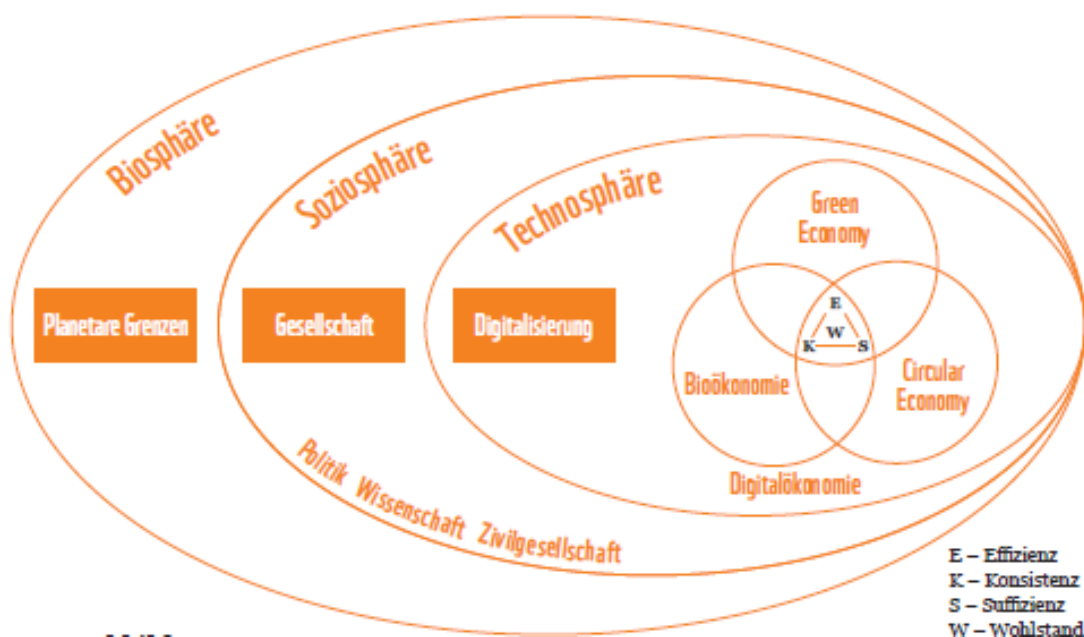 Biosphäre
Soziosphäre
Technosphäre
Green
Economy
Planetare Grenzen
Gesellschaft
Digitalisierung
E
W
K
S
Bioökonomie
Circular
Economy
Digitalökonomie
Politik Wissenschaft Zivilgesellschaft
E – Effizienz
K – Konsistenz
S – Suffizienz
W – Wohlstand